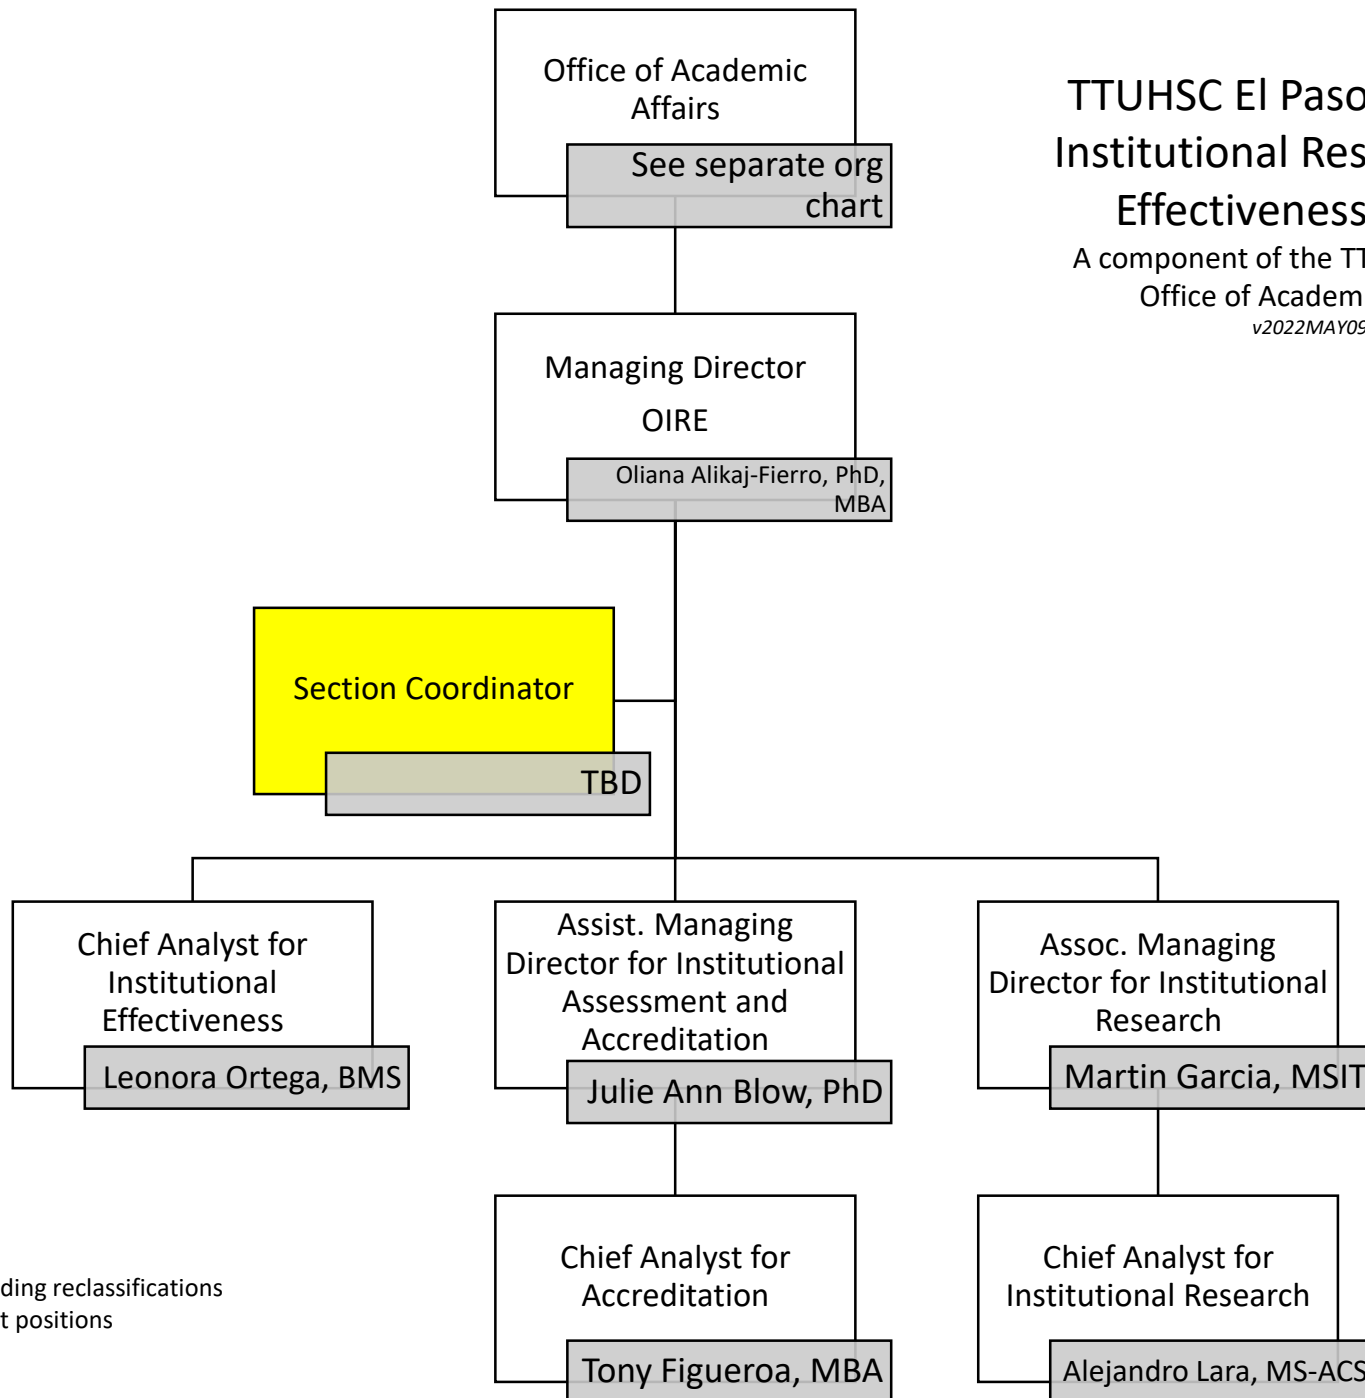 Office of Academic
Affairs
See separate org
chart
TTUHSC El Paso
Institutional Res
Effectiveness
A component of the TT
Office of Academ
v2022MAY09
Managing Director
OIRE
Oliana Alikaj-Fierro, PhD,
MBA
Section Coordinator
TBD
Chief Analyst for
Institutional
Effectiveness
Leonora Ortega, BMS
Assist. Managing
Director for Institutional
Assessment and
Accreditation
Julie Ann Blow, PhD
Assoc. Managing
Director for Institutional
Research
Martin Garcia, MSIT
Chief Analyst for
Accreditation
Tony Figueroa, MBA
Chief Analyst for
Institutional Research
Alejandro Lara, MS-ACS
ding reclassifications
t positions